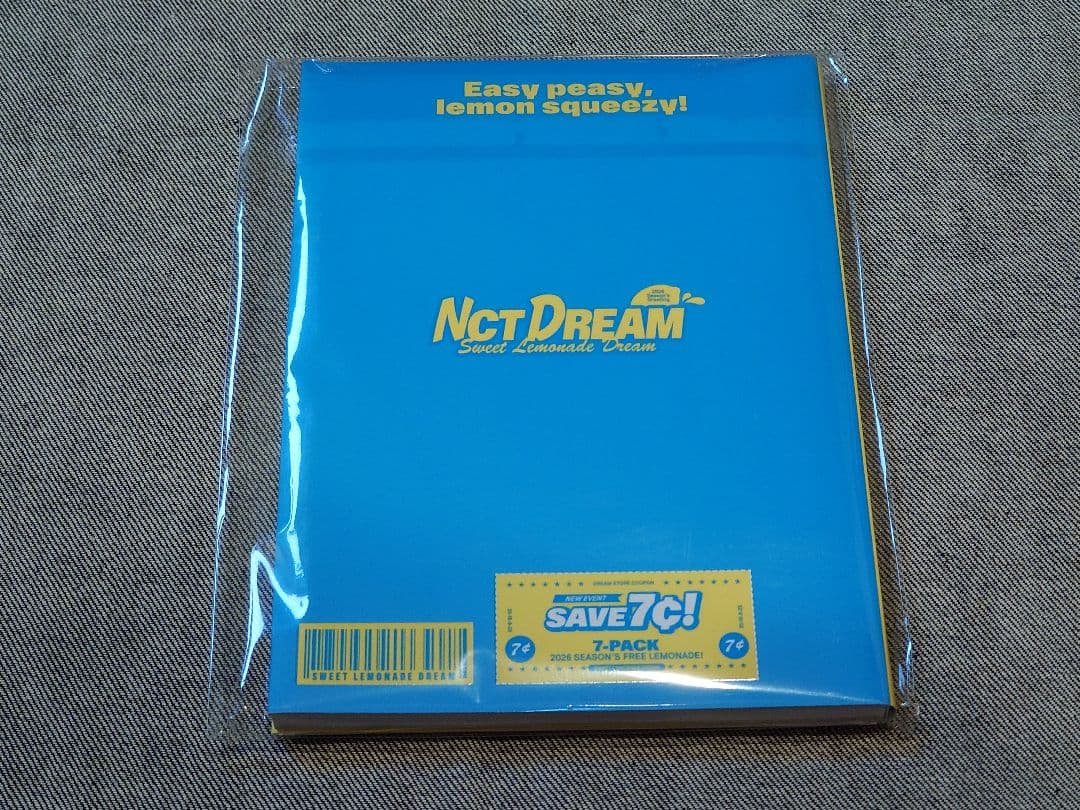 Easy peasy,
lemon squeezy!
2026
Season's
Greeting
NCT DREAM
Sweet Lemonade Dream
DREAM STORE COUPON
NEW EVENT
SAVE 7¢!
7¢
7-PACK
7¢
2026 SEASON'S FREE LEMONADE!
SWEET LEMONADE DREAM